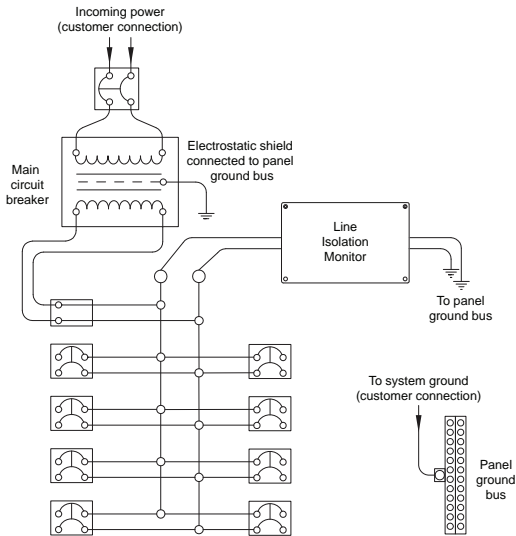 Incoming power
(customer connection)
Electrostatic shield
connected to panel
ground bus
Main
circuit
breaker
Line
Isolation
Monitor
To panel
ground bus
To system ground
(customer connection)
Panel
ground
bus